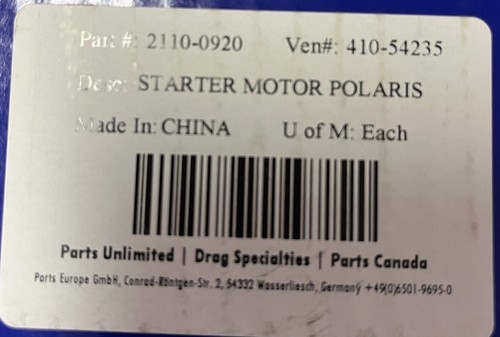 Part #: 2110-0920 Ven#: 410-54235
Desc: STARTER MOTOR POLARIS
Made In: CHINA U of M: Each
Parts Unlimited | Drag Specialties | Parts Canada
Parts Europe GmbH, Conrad-Röntgen-Str. 2, 54332 Wasserliesch, Germany +49(0)6501-9695-0